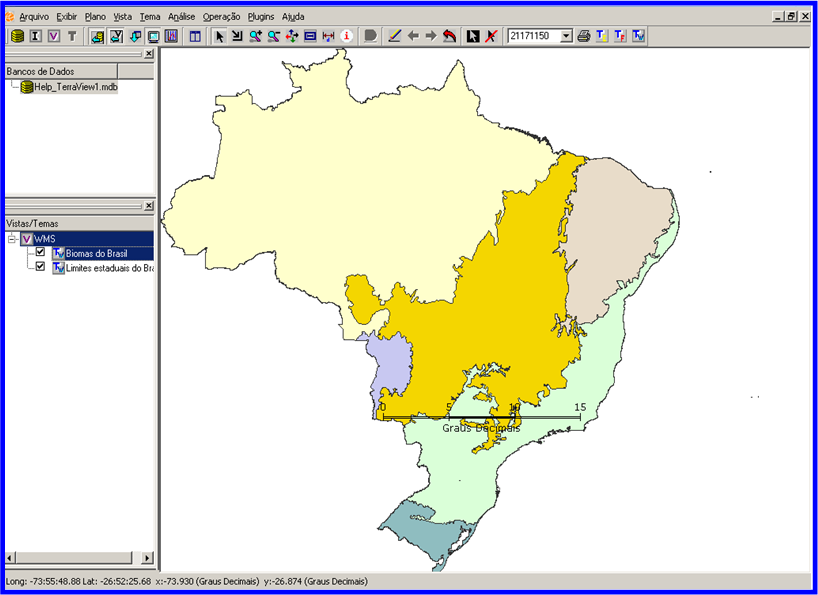 Arquivo Exibir Plano Vista Tema Análise Operação Plugins Ajuda
I V T 21171150
Bancos de Dados
Help_TerraView1.mdb
Vistas/Temas
WMS
Biomas do Brasil
Limites estaduais do Bra
0 5 10 15
Graus Decimais
Long: -73:55:48.88 Lat: -26:52:25.68 x:-73.930 (Graus Decimais) y:-26.874 (Graus Decimais)